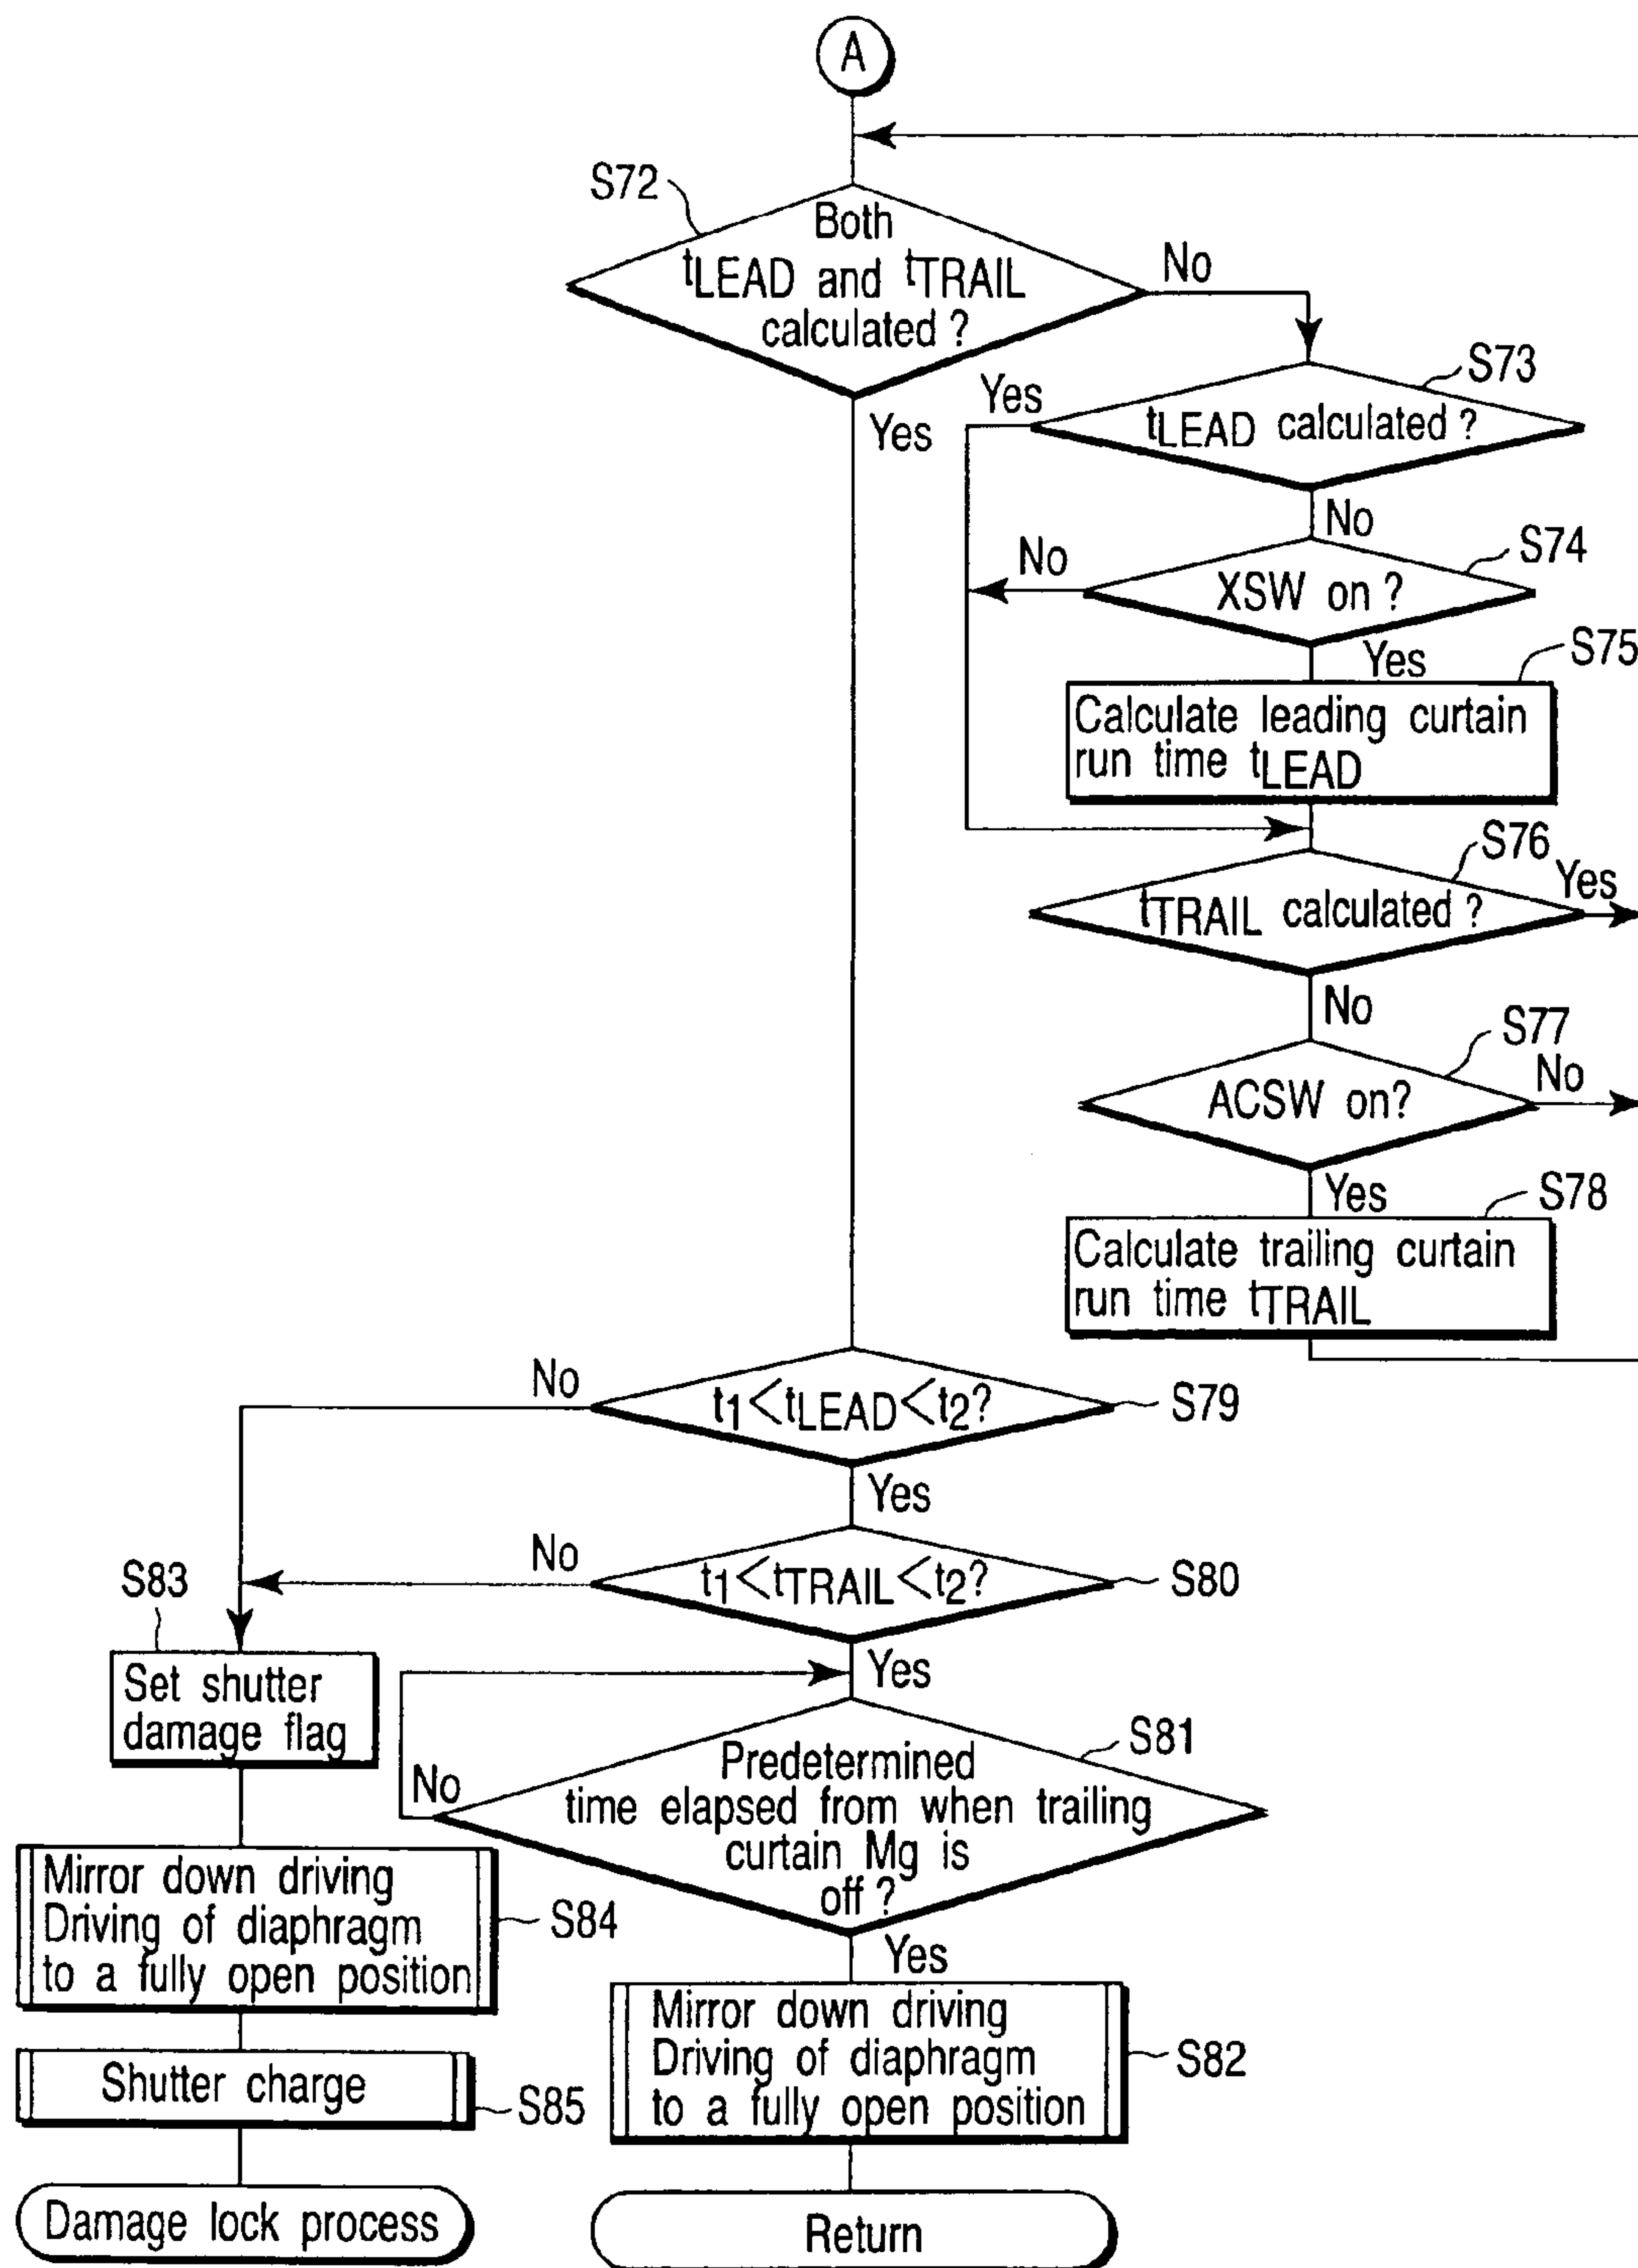 A
S72
Both
tLEAD and tTRAIL
calculated ?
No
Yes
S73
tLEAD calculated ?
Yes
No
S74
XSW on ?
No
Yes
S75
Calculate leading curtain
run time tLEAD
S76
tTRAIL calculated ?
Yes
No
S77
ACSW on?
No
Yes
S78
Calculate trailing curtain
run time tTRAIL
No
t1<tLEAD<t2?
S79
Yes
No
t1<tTRAIL<t2?
S80
Yes
S83
Set shutter
damage flag
S81
Predetermined
time elapsed from when trailing
curtain Mg is
off ?
No
Yes
Mirror down driving
Driving of diaphragm
to a fully open position
S84
Mirror down driving
Driving of diaphragm
to a fully open position
S82
Shutter charge
S85
Damage lock process
Return